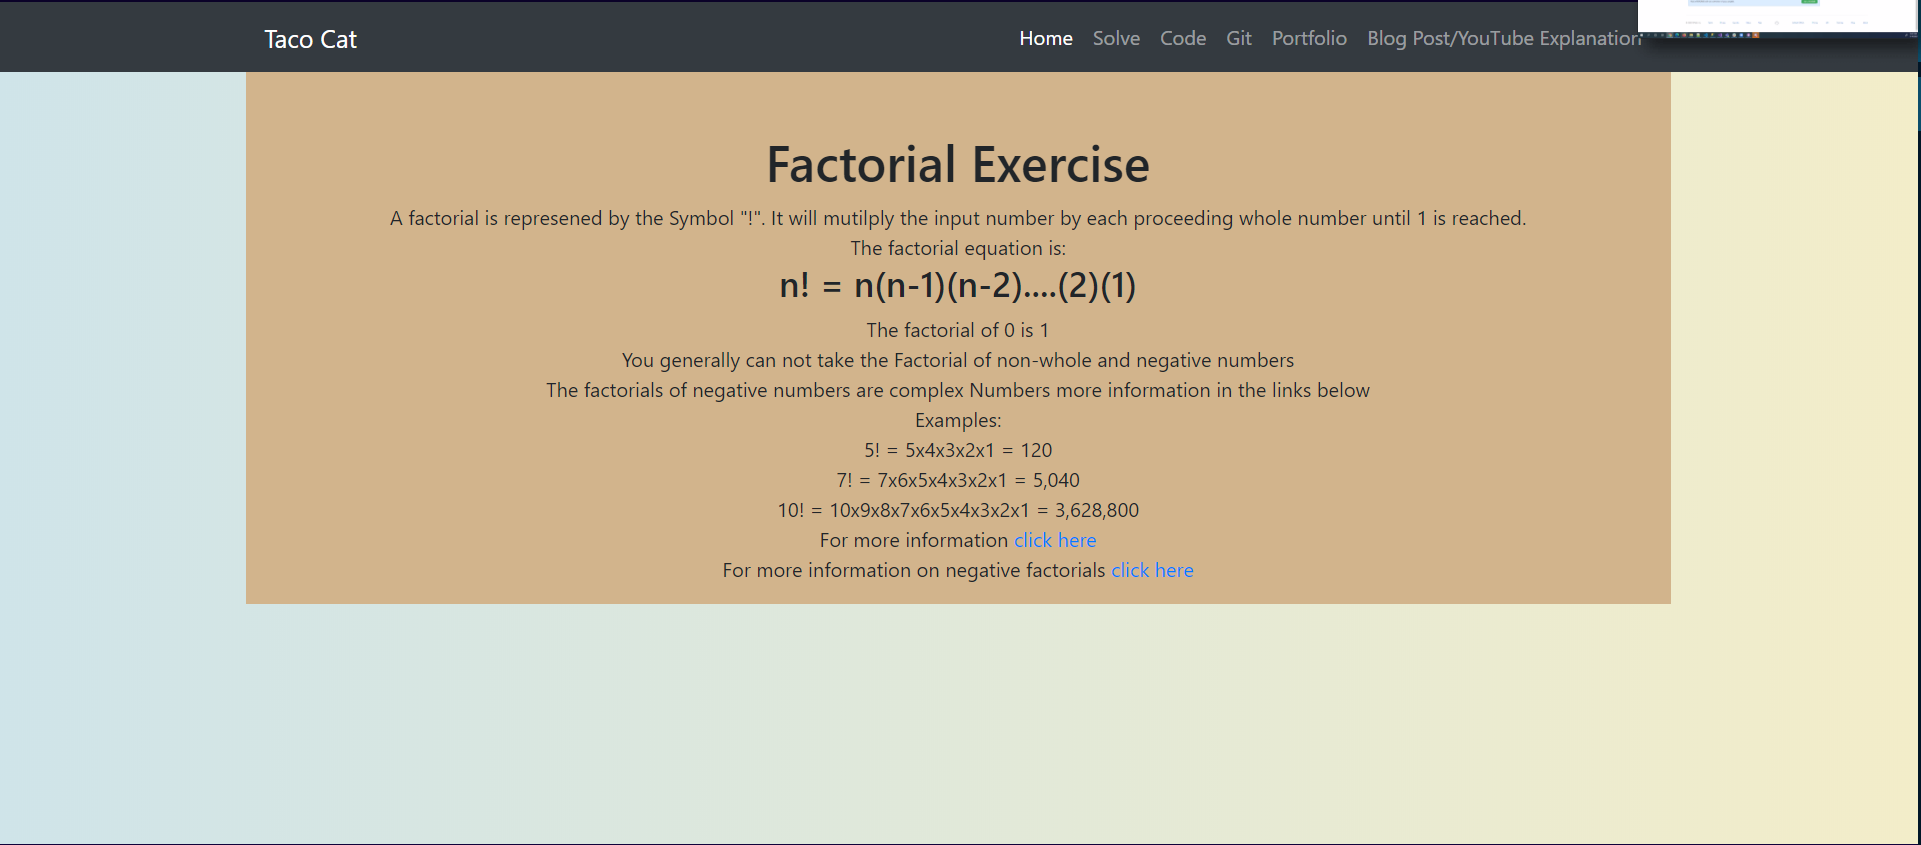 Taco Cat
Home Solve Code Git Portfolio Blog Post/YouTube Explanation
Factorial Exercise
A factorial is represened by the Symbol "!". It will mutilply the input number by each proceeding whole number until 1 is reached.
The factorial equation is:
n! = n(n-1)(n-2)....(2)(1)
The factorial of 0 is 1
You generally can not take the Factorial of non-whole and negative numbers
The factorials of negative numbers are complex Numbers more information in the links below
Examples:
5! = 5x4x3x2x1 = 120
7! = 7x6x5x4x3x2x1 = 5,040
10! = 10x9x8x7x6x5x4x3x2x1 = 3,628,800
For more information click here
For more information on negative factorials click here